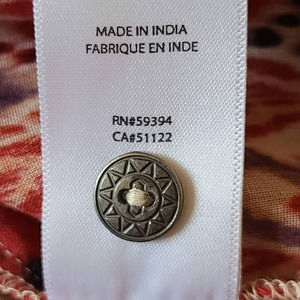 MADE IN INDIA
FABRIQUE EN INDE
RN#59394
CA#51122